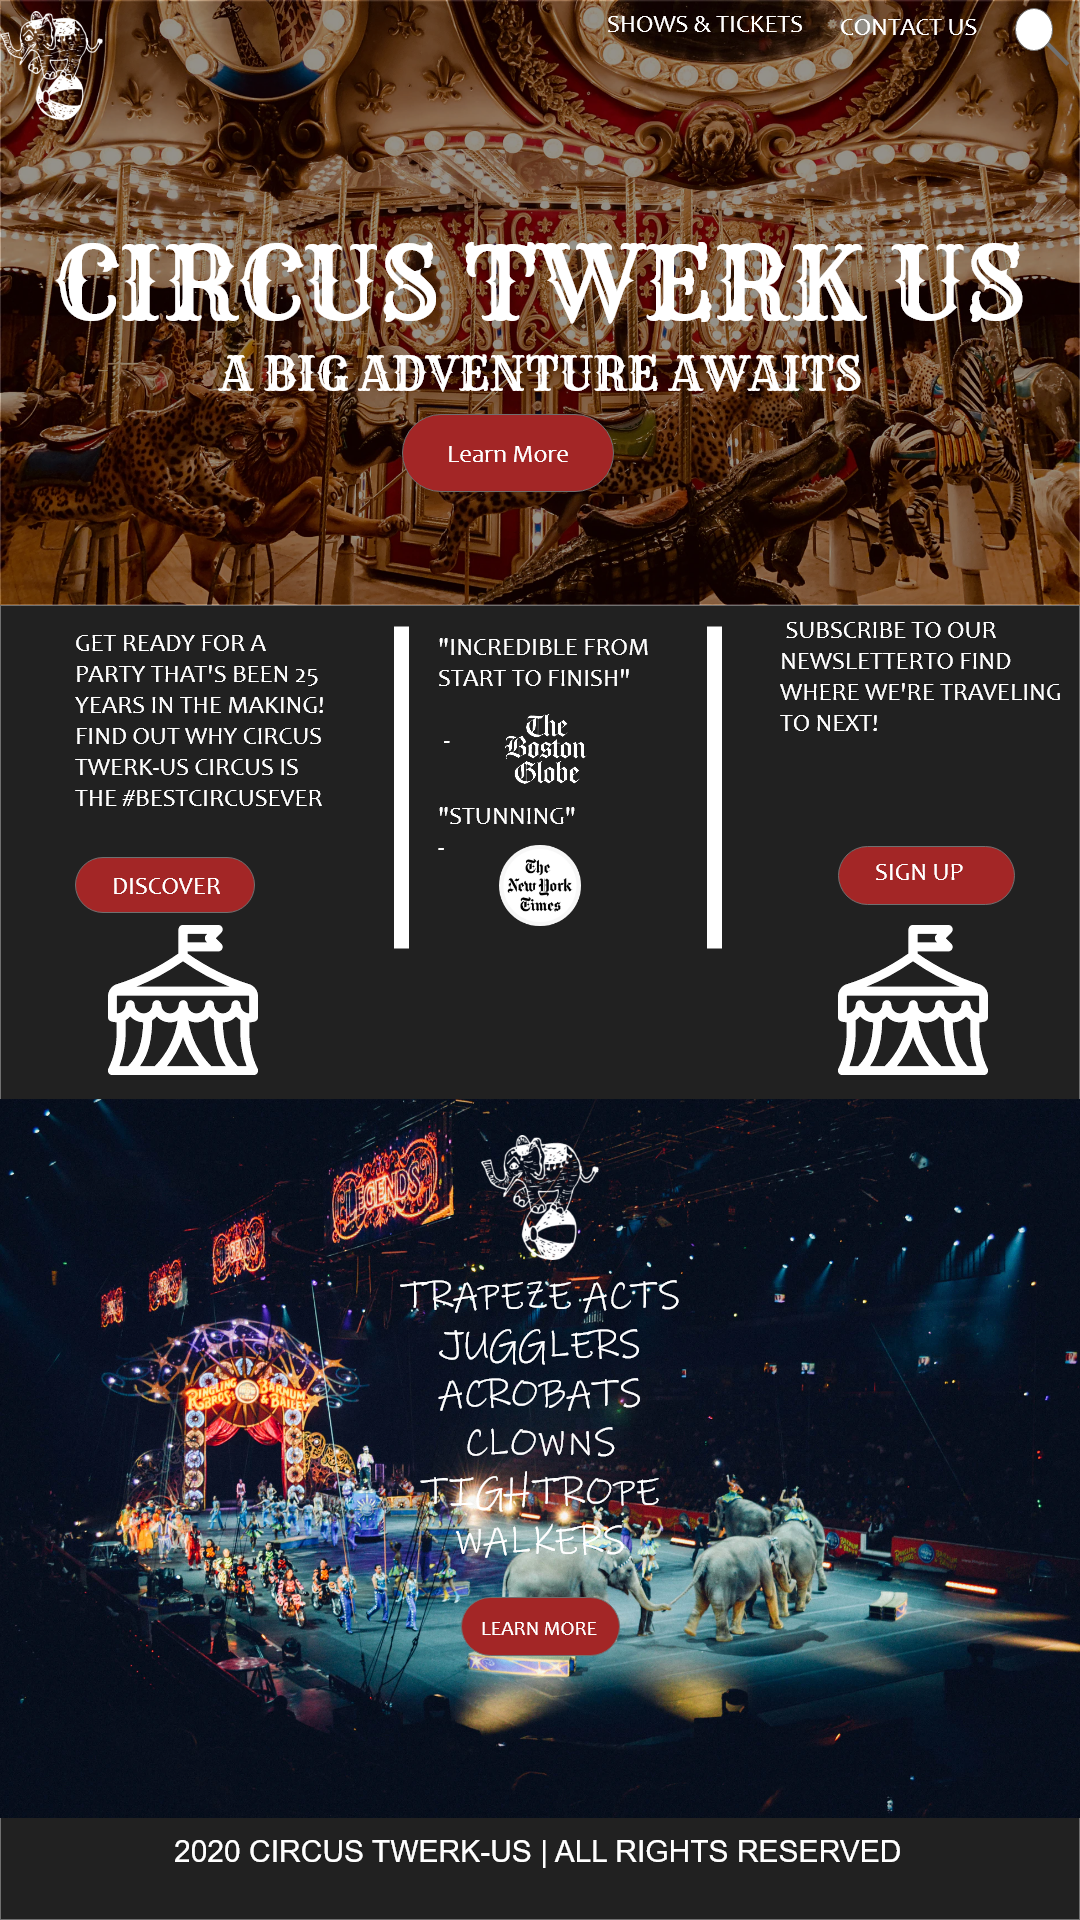 SHOWS & TICKETS
CONTACT US
CIRCUS TWERK US
A BIG ADVENTURE AWAITS
Learn More
GET READY FOR A
PARTY THAT'S BEEN 25
YEARS IN THE MAKING!
FIND OUT WHY CIRCUS
TWERK-US CIRCUS IS
THE #BESTCIRCUSEVER
DISCOVER
"INCREDIBLE FROM
START TO FINISH"
-
The
Boston
Globe
"STUNNING"
-
The
New York
Times
SUBSCRIBE TO OUR
NEWSLETTERTO FIND
WHERE WE'RE TRAVELING
TO NEXT!
SIGN UP
LEGENDS
LEGENDS
TRAPEZE ACTS
JUGGLERS
ACROBATS
CLOWNS
TIGHTROPE
WALKERS
RINGLING BARNUM
BROS. & BAILEY
LEARN MORE
2020 CIRCUS TWERK-US | ALL RIGHTS RESERVED